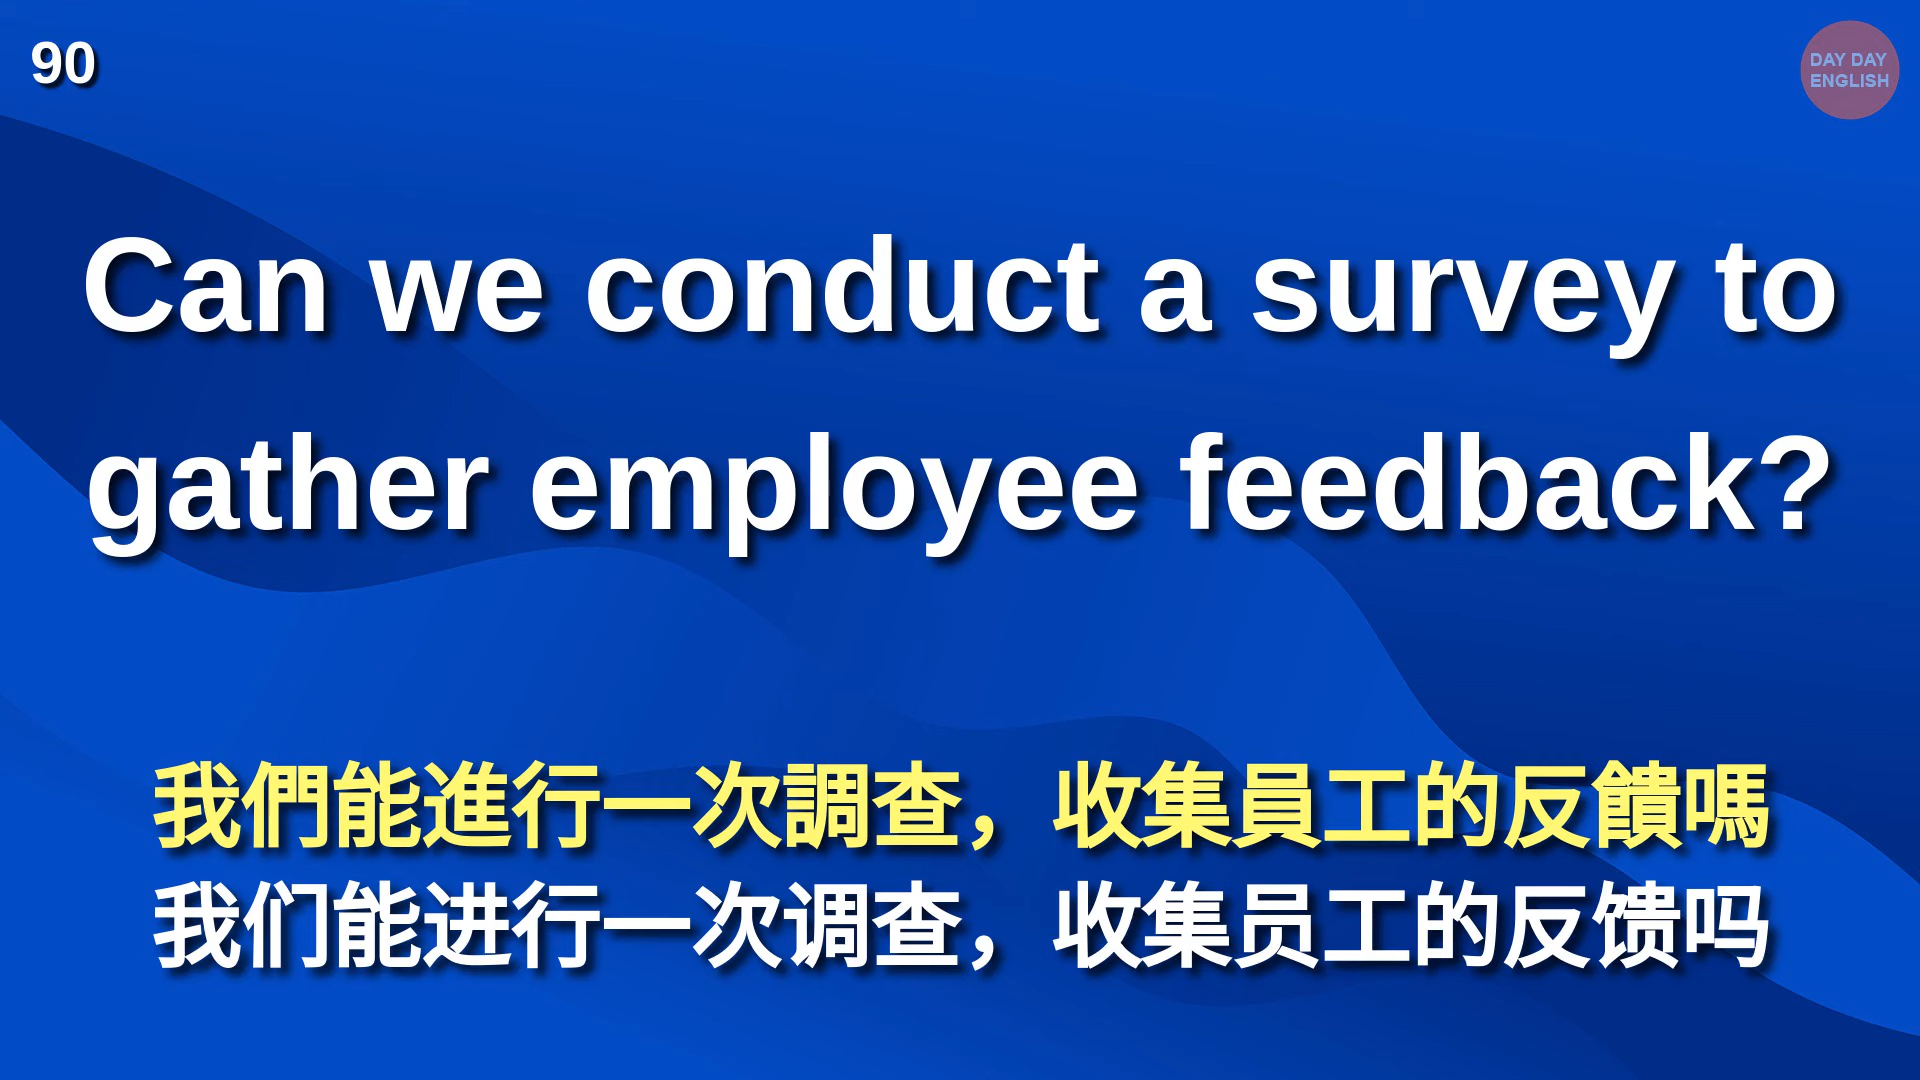 90
DAY DAY
ENGLISH
Can we conduct a survey to
gather employee feedback?
我們能進行一次調查，收集員工的反饋嗎
我们能进行一次调查，收集员工的反馈吗